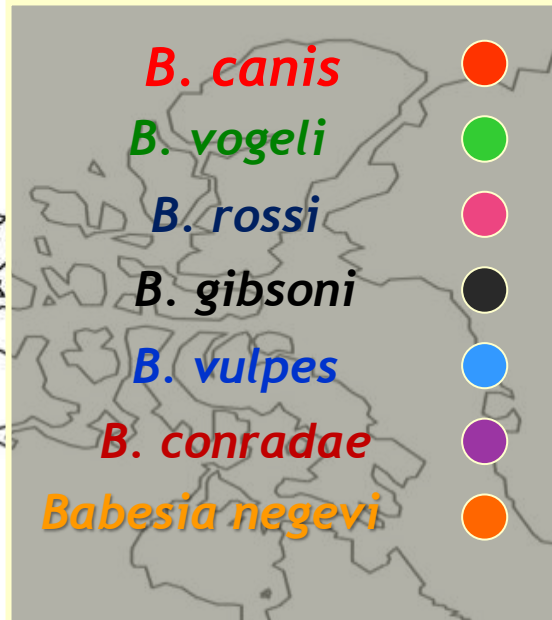 B. canis
B. vogeli
B. rossi
B. gibsoni
B. vulpes
B. conradae
Babesia negevi